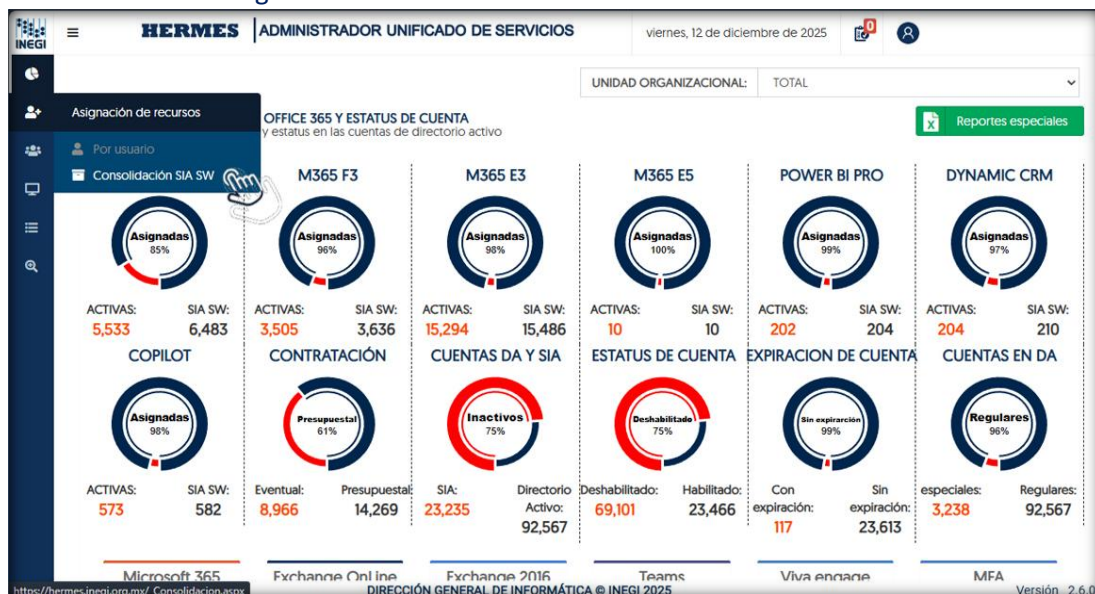 INEGI
HERMES
ADMINISTRADOR UNIFICADO DE SERVICIOS
viernes, 12 de diciembre de 2025
0
UNIDAD ORGANIZACIONAL:
TOTAL
Asignación de recursos
Por usuario
Consolidación SIA SW
OFFICE 365 Y ESTATUS DE CUENTA
y estatus en las cuentas de directorio activo
Reportes especiales
M365 F3
M365 E3
M365 E5
POWER BI PRO
DYNAMIC CRM
Asignadas
85%
Asignadas
96%
Asignadas
98%
Asignadas
100%
Asignadas
99%
Asignadas
97%
ACTIVAS: SIA SW:
5,533 6,483
ACTIVAS: SIA SW:
3,505 3,636
ACTIVAS: SIA SW:
15,294 15,486
ACTIVAS: SIA SW:
10 10
ACTIVAS: SIA SW:
202 204
ACTIVAS: SIA SW:
204 210
COPILOT
CONTRATACIÓN
CUENTAS DA Y SIA
ESTATUS DE CUENTA
EXPIRACION DE CUENTA
CUENTAS EN DA
Asignadas
98%
Presupuestal
61%
Inactivos
75%
Deshabilitado
75%
Sin expirarción
99%
Regulares
96%
ACTIVAS: SIA SW:
573 582
Eventual: Presupuestal:
8,966 14,269
SIA: Directorio
Activo:
23,235 92,567
Deshabilitado: Habilitado:
69,101 23,466
Con Sin
expiración: expiración:
117 23,613
especiales: Regulares:
3,238 92,567
Microsoft 365
Exchange OnLine
Exchange 2016
Teams
Viva engage
MFA
https://hermes.inegi.org.mx/_Consolidacion.aspx
DIRECCIÓN GENERAL DE INFORMÁTICA © INEGI 2025
Versión 2.6.0